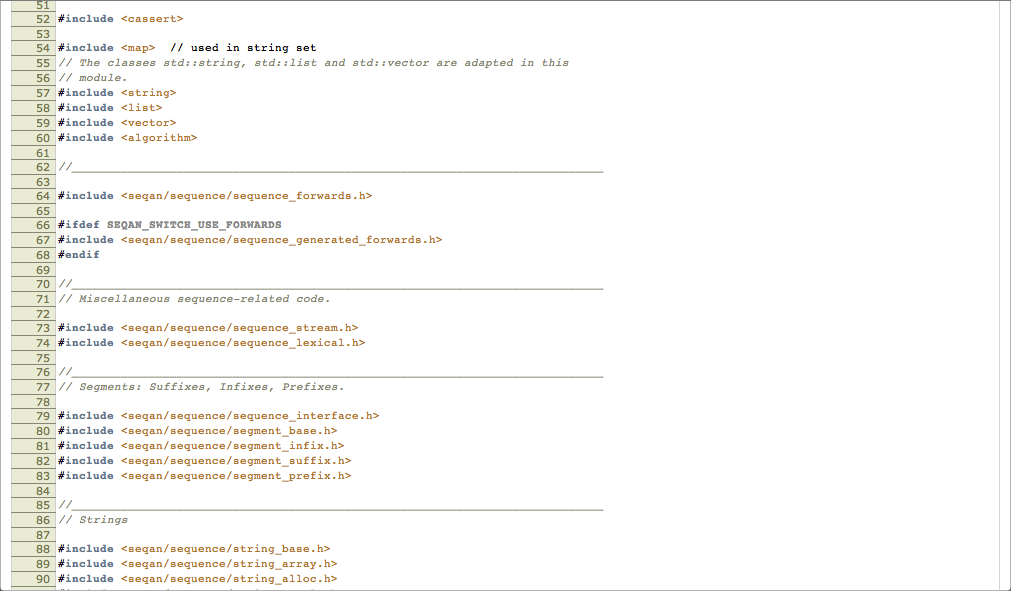 51
52 #include <cassert>
53
54 #include <map>  // used in string set
55 // The classes std::string, std::list and std::vector are adapted in this
56 // module.
57 #include <string>
58 #include <list>
59 #include <vector>
60 #include <algorithm>
61
62 //____________________________________________________________________________
63
64 #include <seqan/sequence/sequence_forwards.h>
65
66 #ifdef SEQAN_SWITCH_USE_FORWARDS
67 #include <seqan/sequence/sequence_generated_forwards.h>
68 #endif
69
70 //____________________________________________________________________________
71 // Miscellaneous sequence-related code.
72
73 #include <seqan/sequence/sequence_stream.h>
74 #include <seqan/sequence/sequence_lexical.h>
75
76 //____________________________________________________________________________
77 // Segments: Suffixes, Infixes, Prefixes.
78
79 #include <seqan/sequence/sequence_interface.h>
80 #include <seqan/sequence/segment_base.h>
81 #include <seqan/sequence/segment_infix.h>
82 #include <seqan/sequence/segment_suffix.h>
83 #include <seqan/sequence/segment_prefix.h>
84
85 //____________________________________________________________________________
86 // Strings
87
88 #include <seqan/sequence/string_base.h>
89 #include <seqan/sequence/string_array.h>
90 #include <seqan/sequence/string_alloc.h>